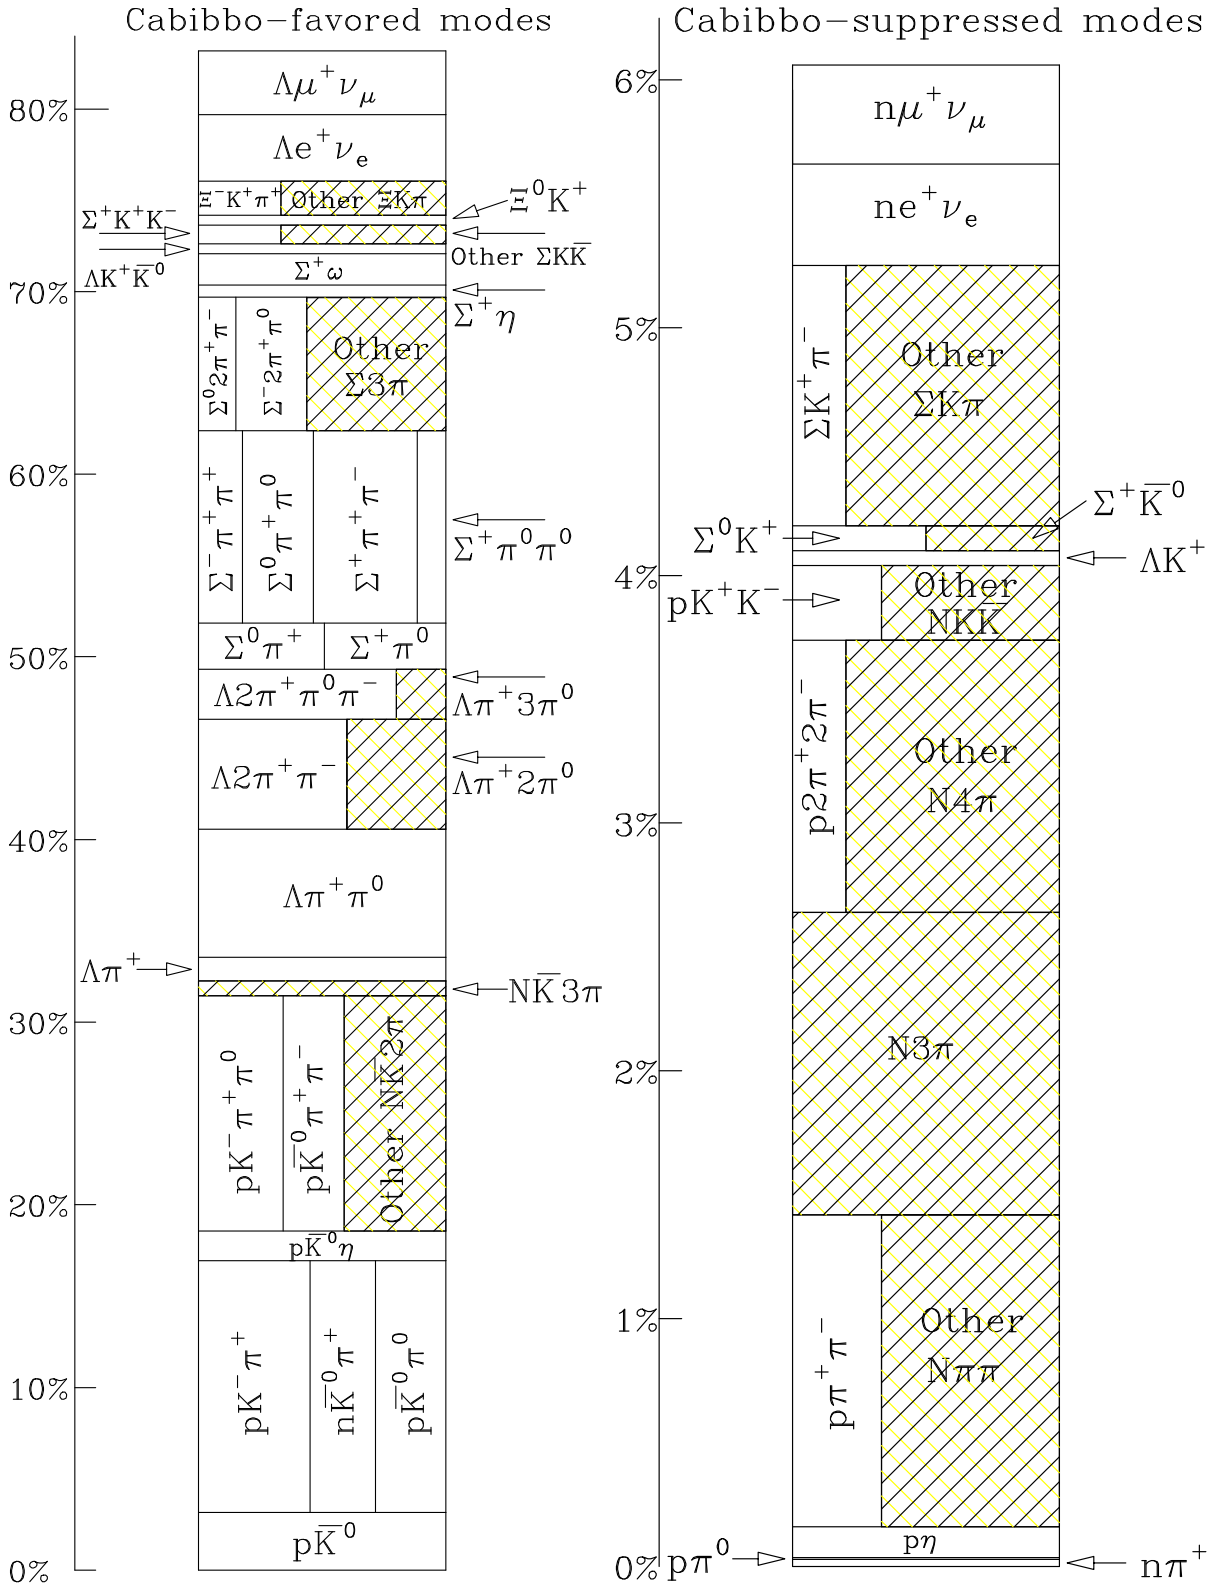 Cabibbo−favored modes
80%
70%
60%
50%
40%
30%
20%
10%
0%
Λμ⁺ν_μ
Λe⁺ν_e
Ξ⁻K⁺π⁺ Other ΞKπ
Ξ⁰K⁺
Σ⁺K⁺K⁻
Other ΣKK̅
ΛK⁺K̅⁰
Σ⁺ω
Σ⁺η
Σ⁰2π⁺π⁻
Σ⁻2π⁺π⁰
Other
Σ3π
Σ⁻π⁺π⁺
Σ⁰π⁺π⁰
Σ⁺π⁺π⁻
Σ⁺π⁰π⁰
Σ⁰π⁺
Σ⁺π⁰
Λ2π⁺π⁰π⁻
Λπ⁺3π⁰
Λ2π⁺π⁻
Λπ⁺2π⁰
Λπ⁺π⁰
Λπ⁺
NK̅3π
pK⁻π⁺π⁰
pK̅⁰π⁺π⁻
Other NK̅2π
pK̅⁰η
pK⁻π⁺
nK̅⁰π⁺
pK̅⁰π⁰
pK̅⁰
Cabibbo−suppressed modes
6%
5%
4%
3%
2%
1%
0%
nμ⁺ν_μ
ne⁺ν_e
ΣK⁺π⁻
Other
ΣKπ
Σ⁺K̅⁰
Σ⁰K⁺
ΛK⁺
pK⁺K⁻
Other
NKK̅
p2π⁺2π⁻
Other
N4π
N3π
pπ⁺π⁻
Other
Nππ
pη
pπ⁰
nπ⁺